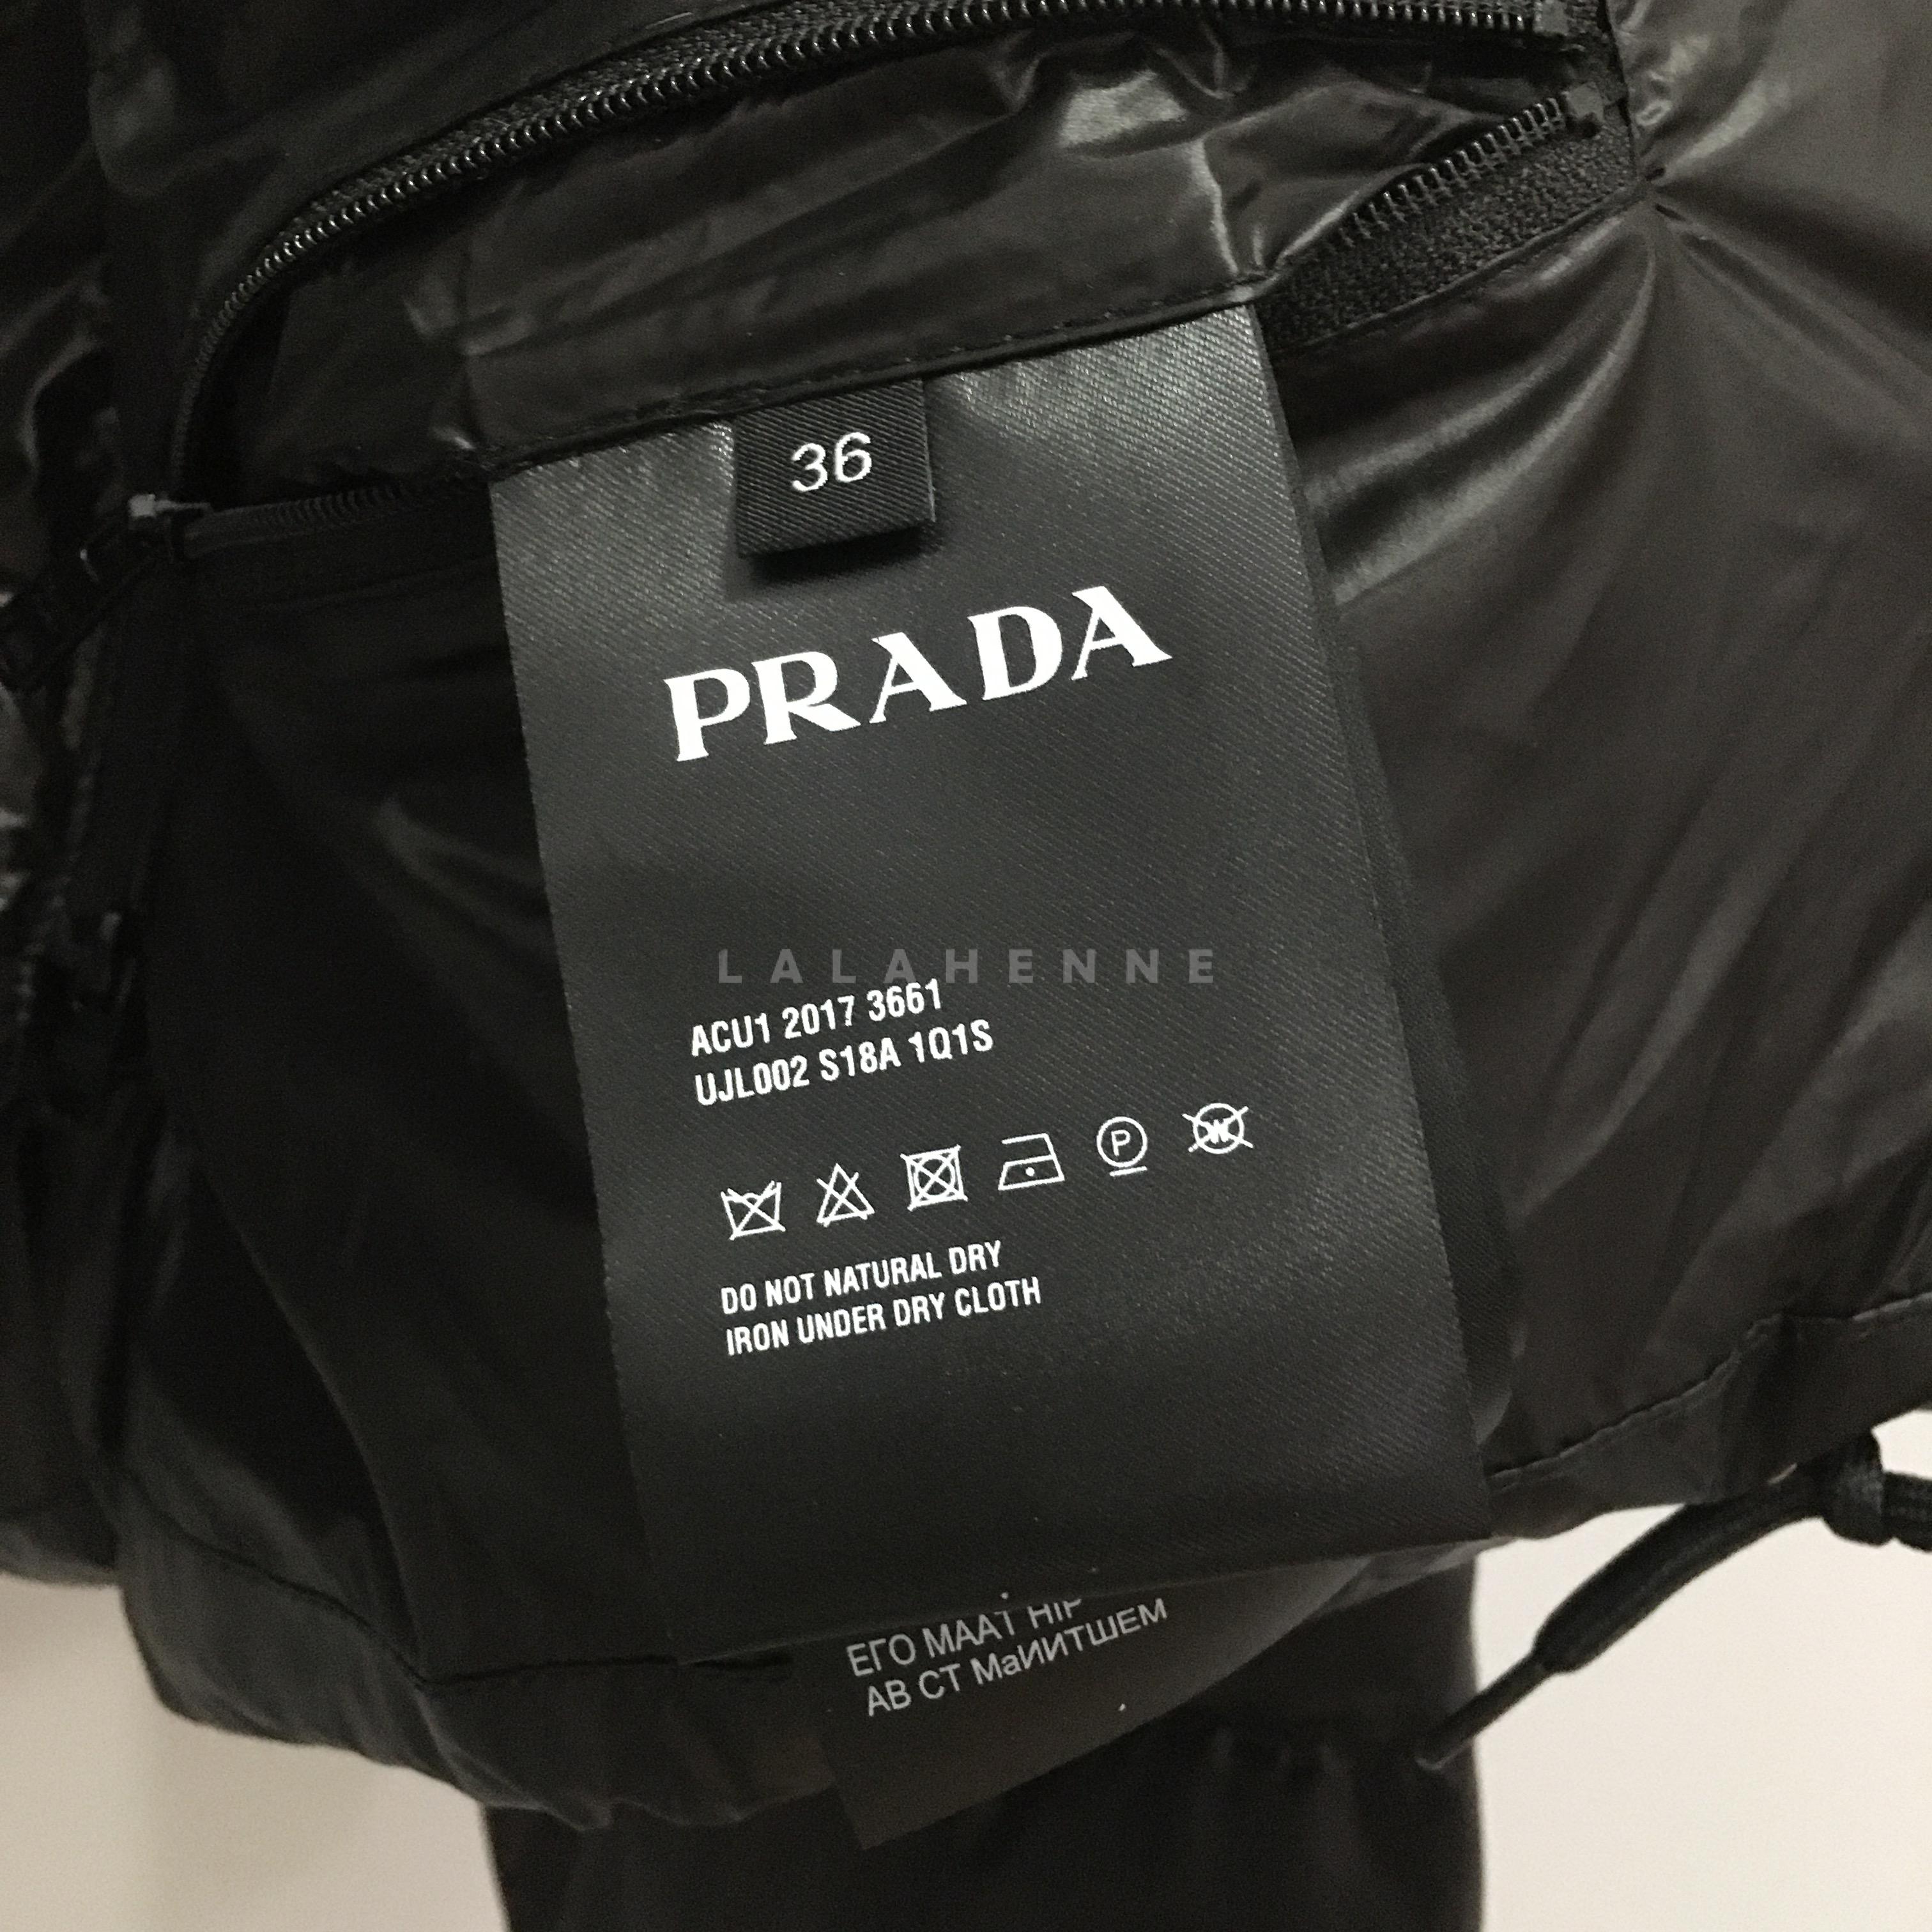 36
PRADA
LALAHENNE
ACU1 2017 3661
UJL002 S18A 1Q1S
P
W
DO NOT NATURAL DRY
IRON UNDER DRY CLOTH
ЕГО МААТ НІР
АВ СТ МаИИТШЕМ